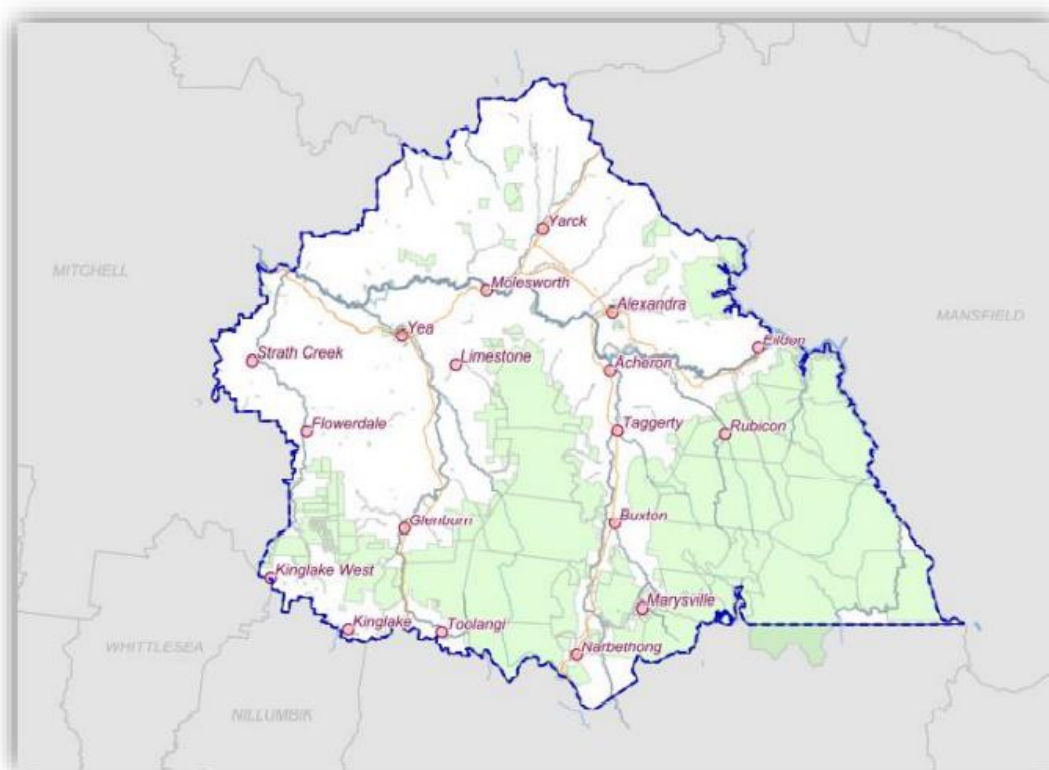 Yarck
MITCHELL
Molesworth
Alexandra
MANSFIELD
Yea
Eildon
Strath Creek
Limestone
Acheron
Flowerdale
Taggerty
Rubicon
Glenburn
Buxton
Kinglake West
Marysville
Kinglake
Toolangi
WHITTLESEA
Narbethong
NILLUMBIK